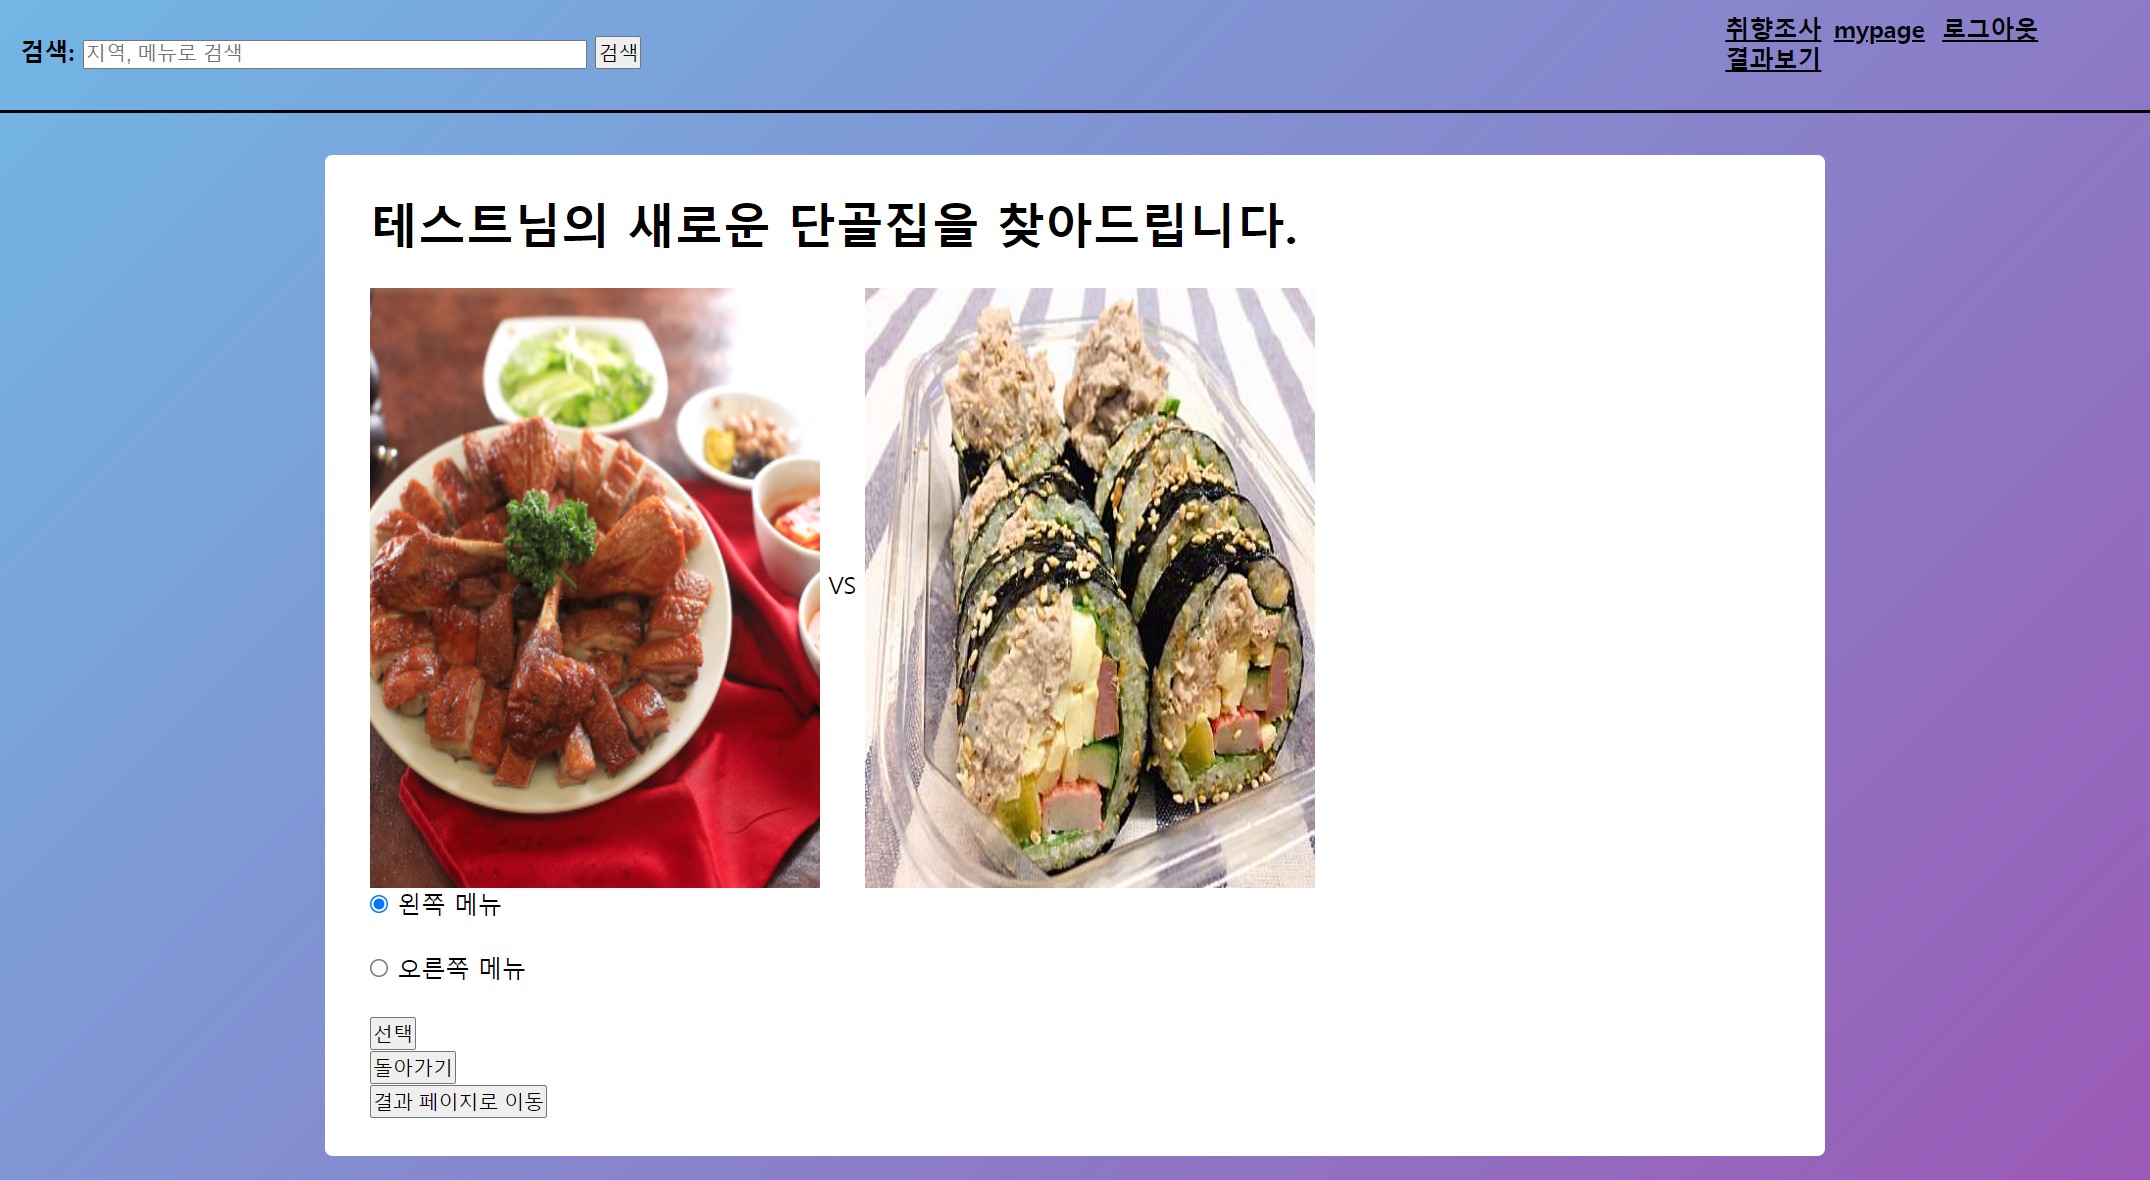 검색: 지역, 메뉴로 검색 검색
취향조사 mypage 로그아웃
결과보기
테스트님의 새로운 단골집을 찾아드립니다.
VS
왼쪽 메뉴
오른쪽 메뉴
선택
돌아가기
결과 페이지로 이동